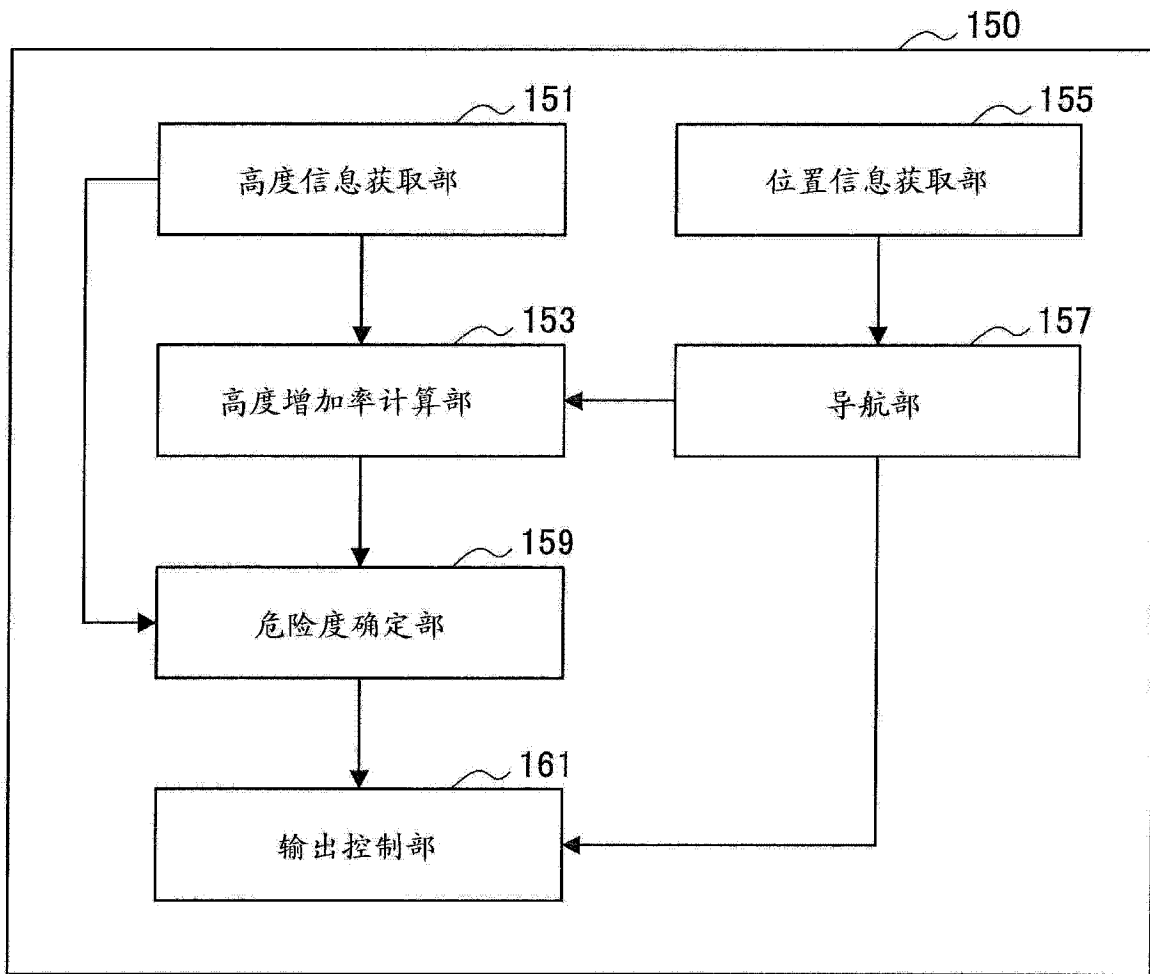 150
151
高度信息获取部
155
位置信息获取部
153
高度增加率计算部
157
导航部
159
危险度确定部
161
输出控制部